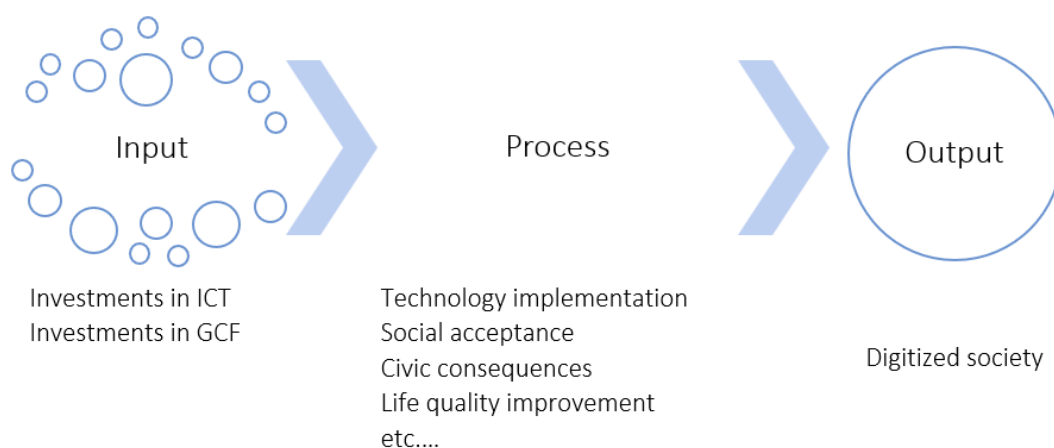 Input
Process
Output
Investments in ICT
Investments in GCF
Technology implementation
Social acceptance
Civic consequences
Life quality improvement
etc....
Digitized society